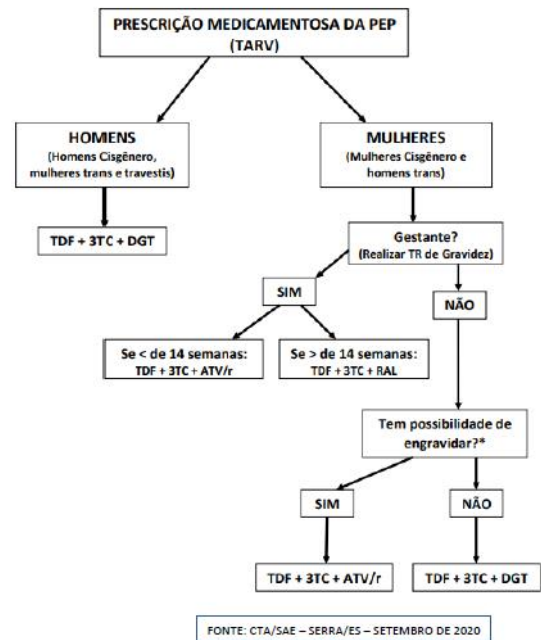 PRESCRIÇÃO MEDICAMENTOSA DA PEP
(TARV)
HOMENS
(Homens Cisgênero,
mulheres trans e travestis)
MULHERES
(Mulheres Cisgênero e
homens trans)
TDF + 3TC + DGT
Gestante?
(Realizar TR de Gravidez)
SIM
NÃO
Se < de 14 semanas:
TDF + 3TC + ATV/r
Se > de 14 semanas:
TDF + 3TC + RAL
Tem possibilidade de
engravidar?*
SIM
NÃO
TDF + 3TC + ATV/r
TDF + 3TC + DGT
FONTE: CTA/SAE – SERRA/ES – SETEMBRO DE 2020